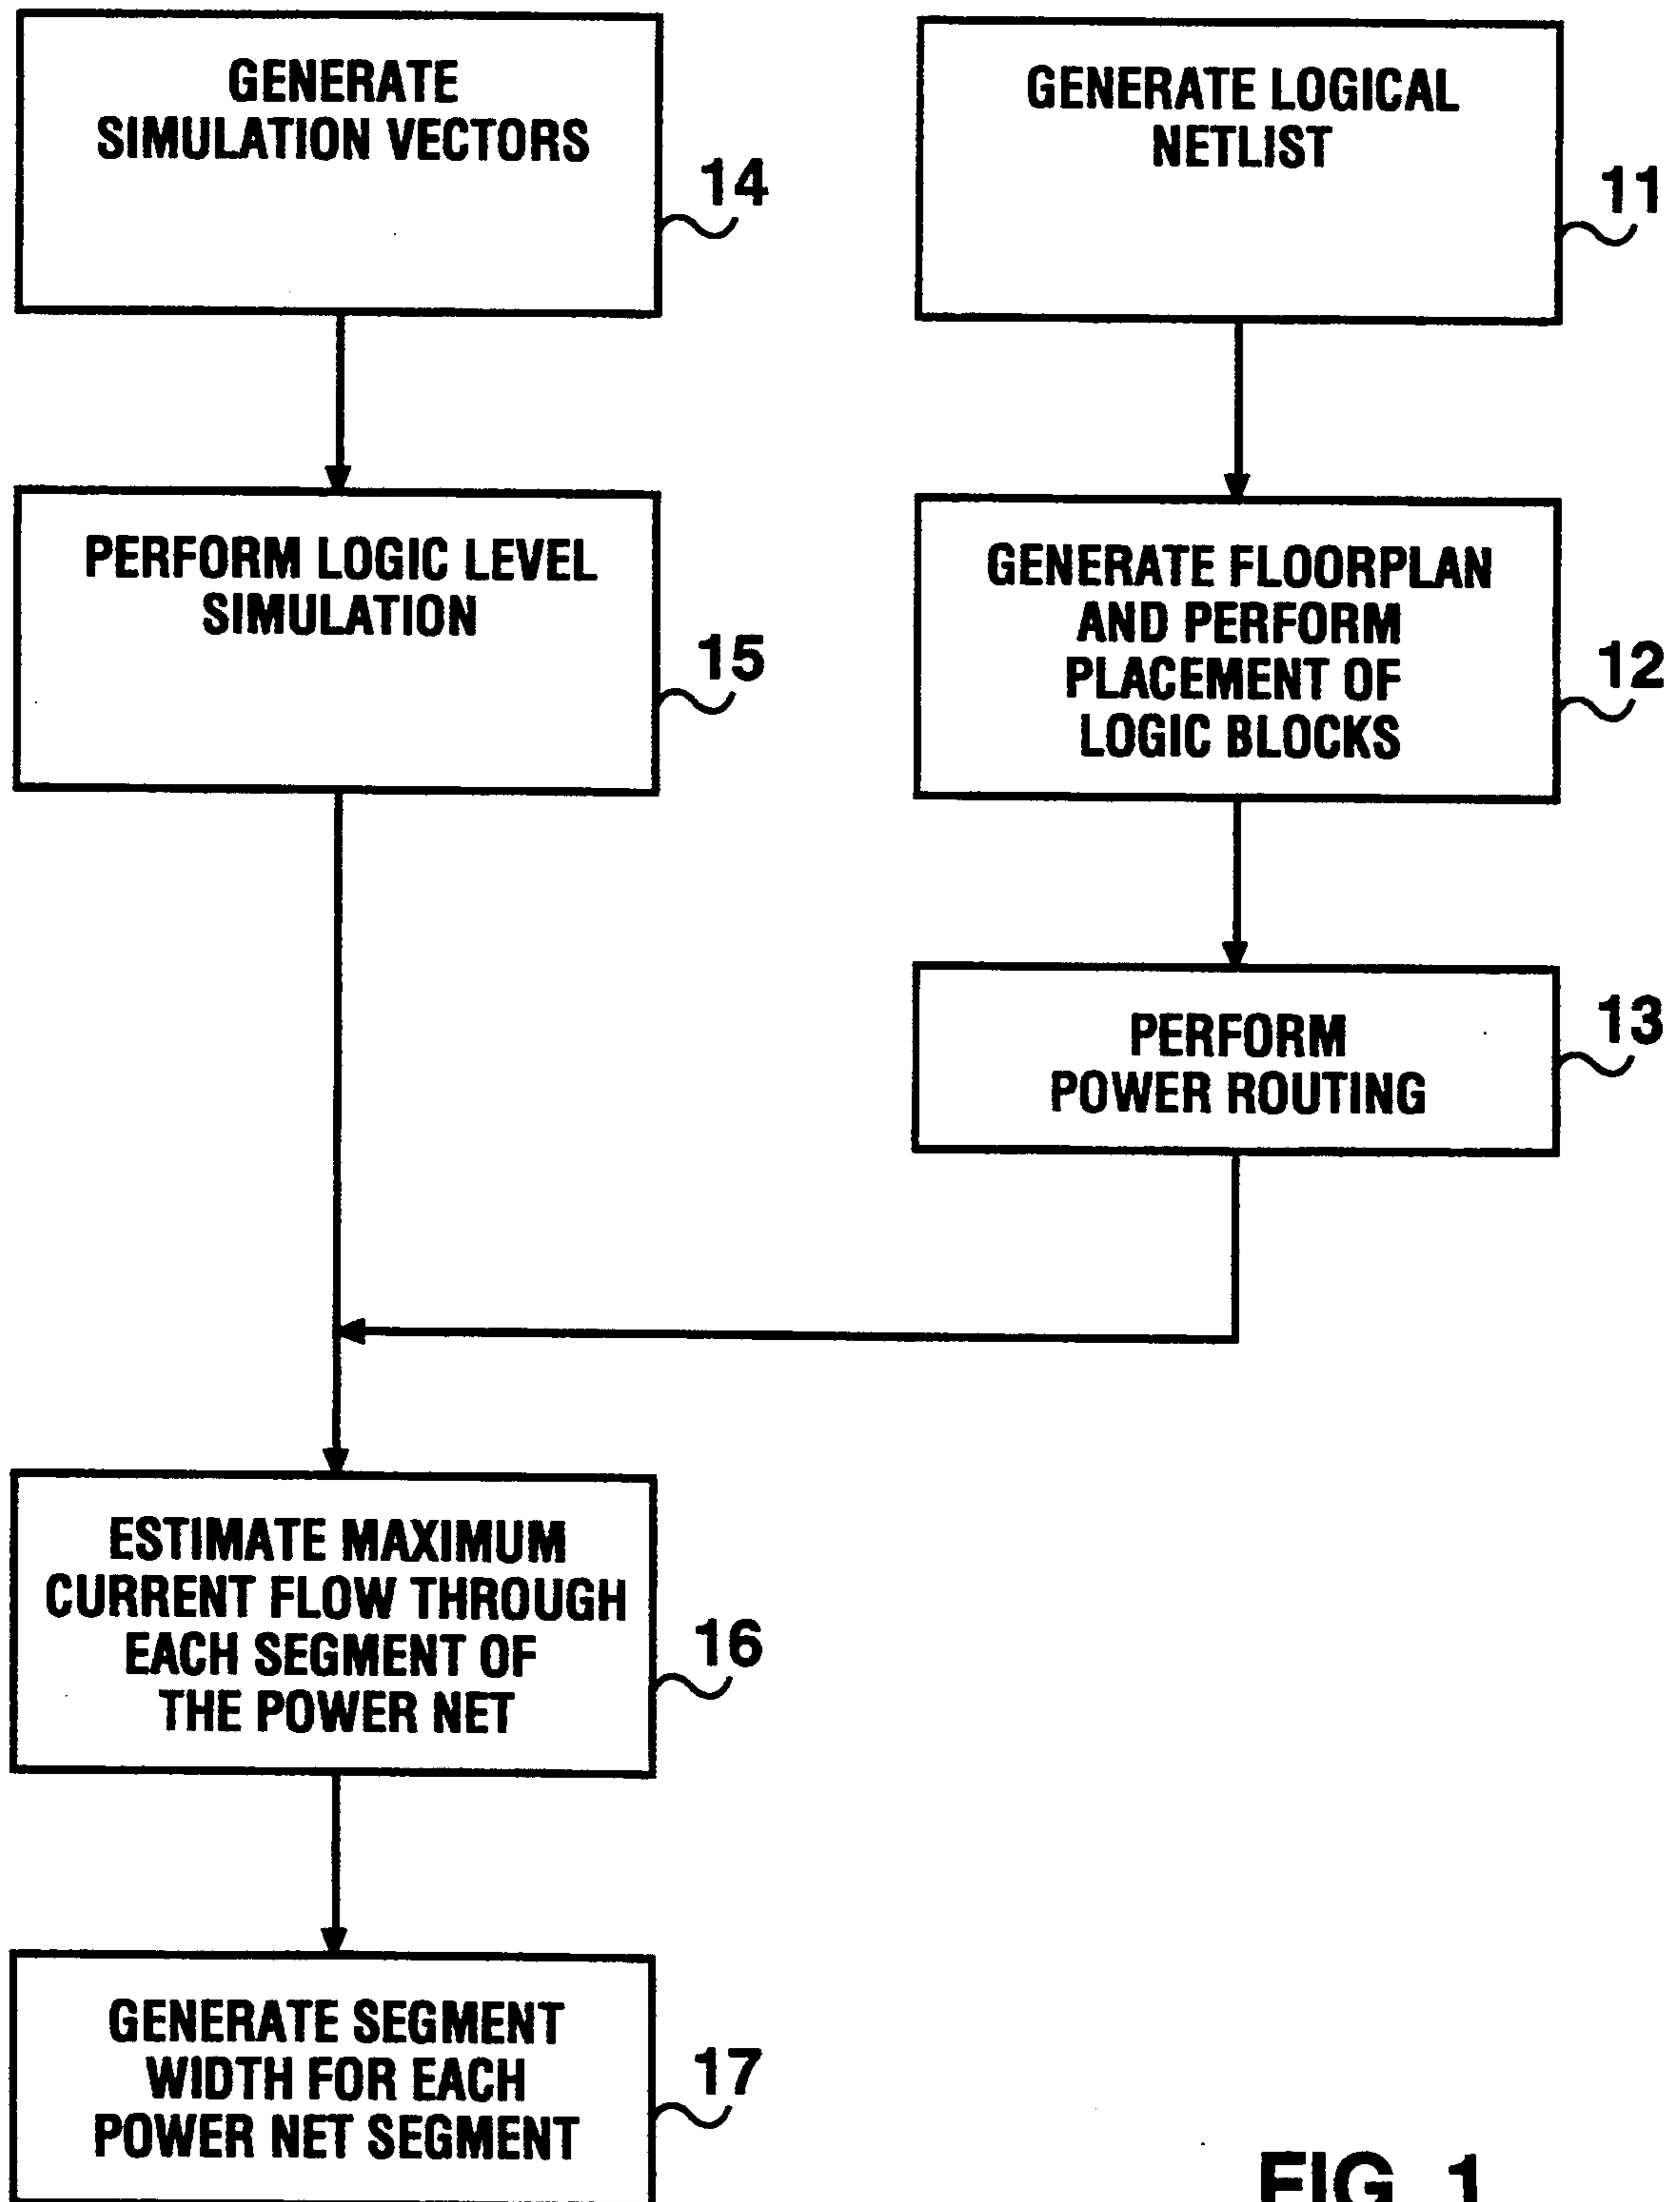 GENERATE
SIMULATION VECTORS
14
GENERATE LOGICAL
NETLIST
11
PERFORM LOGIC LEVEL
SIMULATION
15
GENERATE FLOORPLAN
AND PERFORM
PLACEMENT OF
LOGIC BLOCKS
12
PERFORM
POWER ROUTING
13
ESTIMATE MAXIMUM
CURRENT FLOW THROUGH
EACH SEGMENT OF
THE POWER NET
16
GENERATE SEGMENT
WIDTH FOR EACH
POWER NET SEGMENT
17
FIG 1